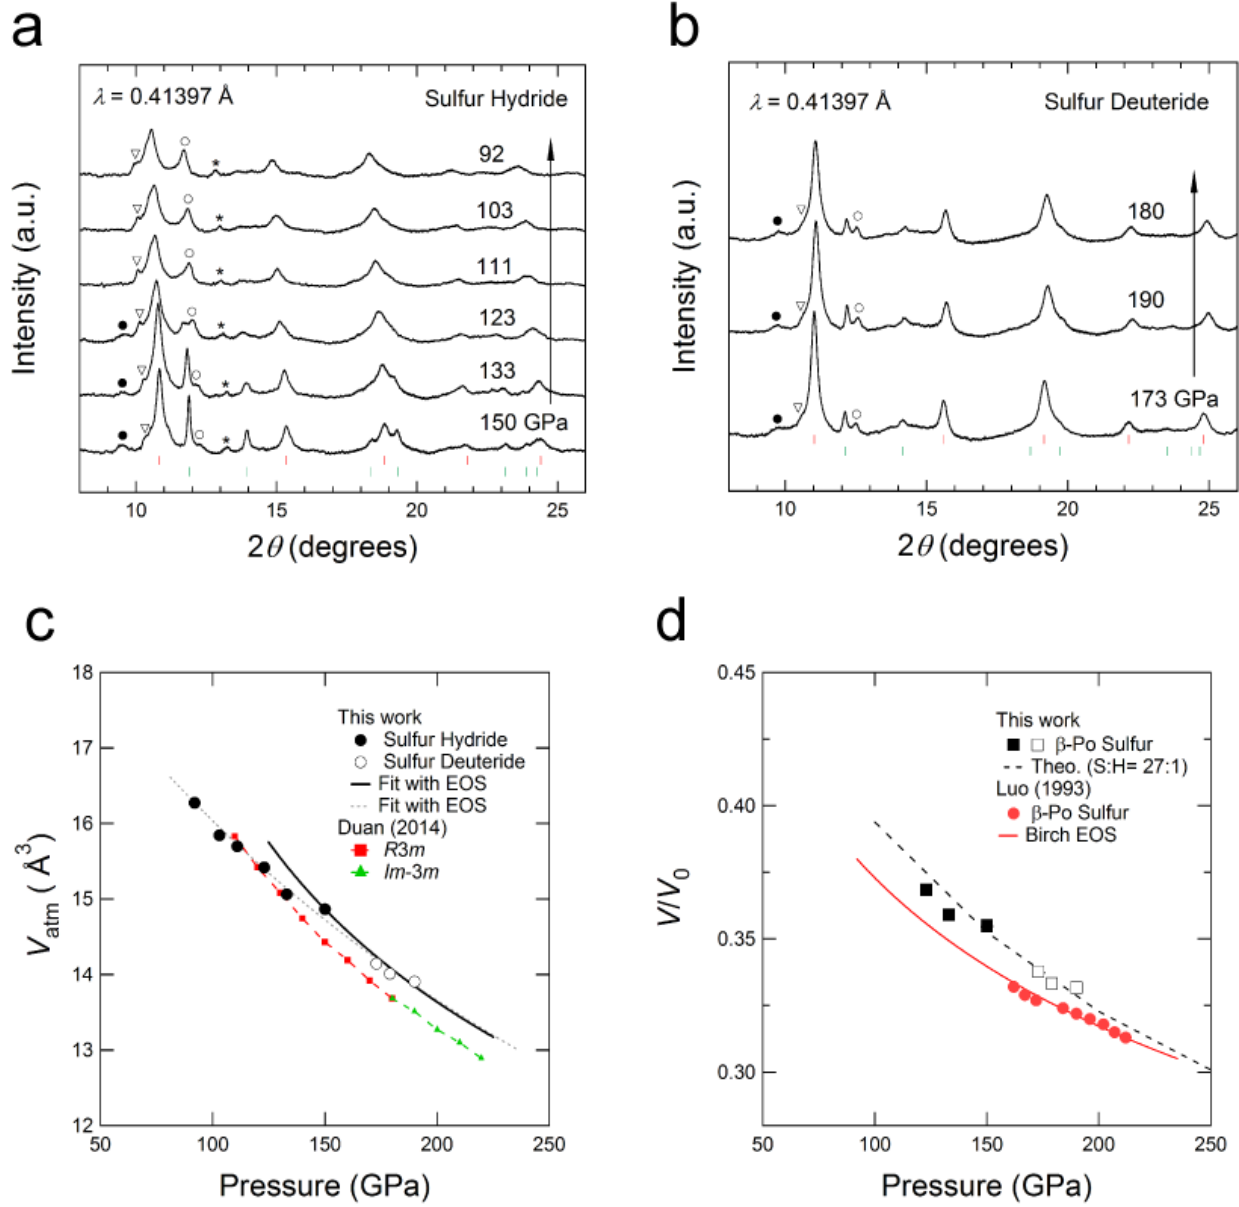 a
λ = 0.41397 Å
Sulfur Hydride
92
103
111
123
133
150 GPa
Intensity (a.u.)
10 15 20 25
2θ (degrees)
b
λ = 0.41397 Å
Sulfur Deuteride
180
190
173 GPa
Intensity (a.u.)
10 15 20 25
2θ (degrees)
c
18
17
16
15
14
13
12
Vatm ( Å3)
This work
Sulfur Hydride
Sulfur Deuteride
Fit with EOS
Fit with EOS
Duan (2014)
R3m
Im-3m
50 100 150 200 250
Pressure (GPa)
d
0.45
0.40
0.35
0.30
V/V0
This work
β-Po Sulfur
Theo. (S:H= 27:1)
Luo (1993)
β-Po Sulfur
Birch EOS
50 100 150 200 250
Pressure (GPa)